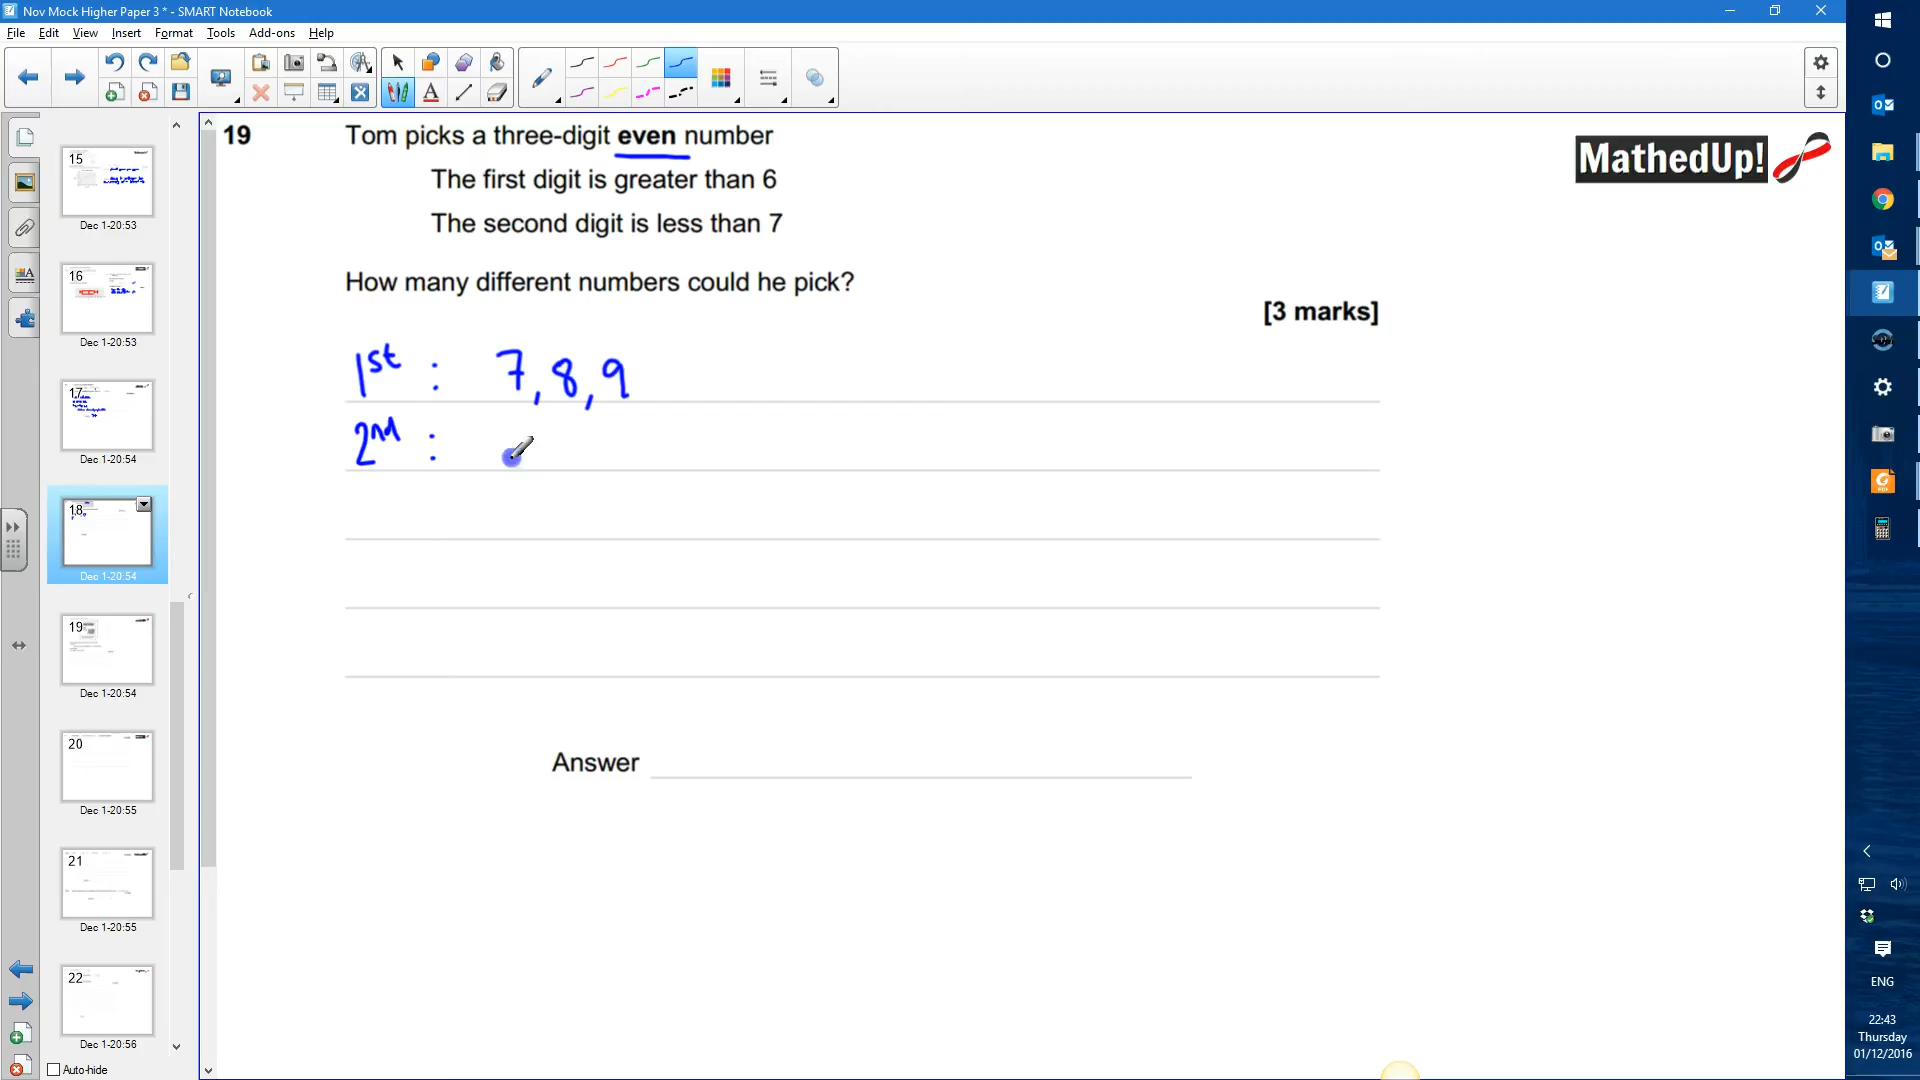 Nov Mock Higher Paper 3 * - SMART Notebook
File Edit View Insert Format Tools Add-ons Help
15
Dec 1-20:53
16
Dec 1-20:53
17
Dec 1-20:54
18
Dec 1-20:54
19
Dec 1-20:54
20
Dec 1-20:55
21
Dec 1-20:55
22
Dec 1-20:56
Auto-hide
19 Tom picks a three-digit even number
The first digit is greater than 6
The second digit is less than 7
How many different numbers could he pick?
[3 marks]
1st : 7, 8, 9
2nd :
Answer
MathedUp!
ENG
22:43
Thursday
01/12/2016